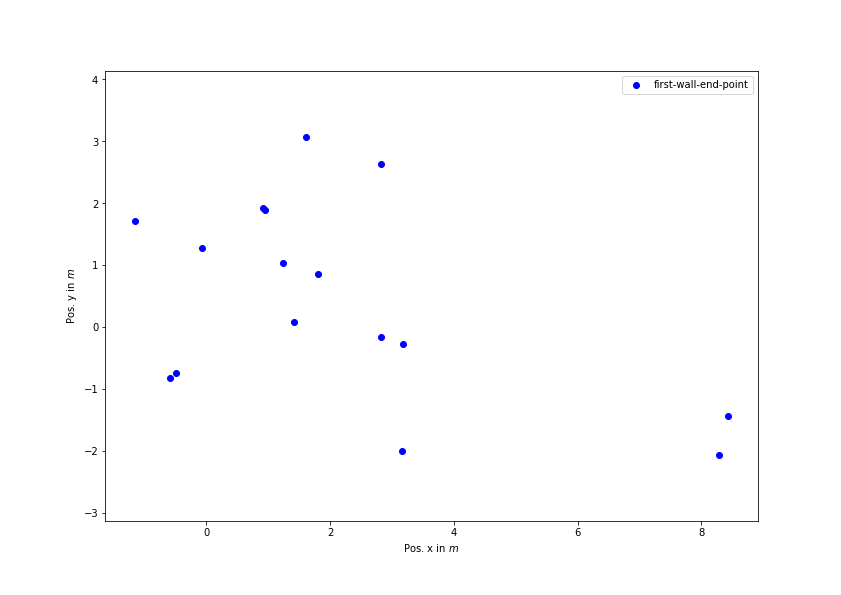 first-wall-end-point
4
3
2
1
0
−1
−2
−3
Pos. y in m
0 2 4 6 8
Pos. x in m